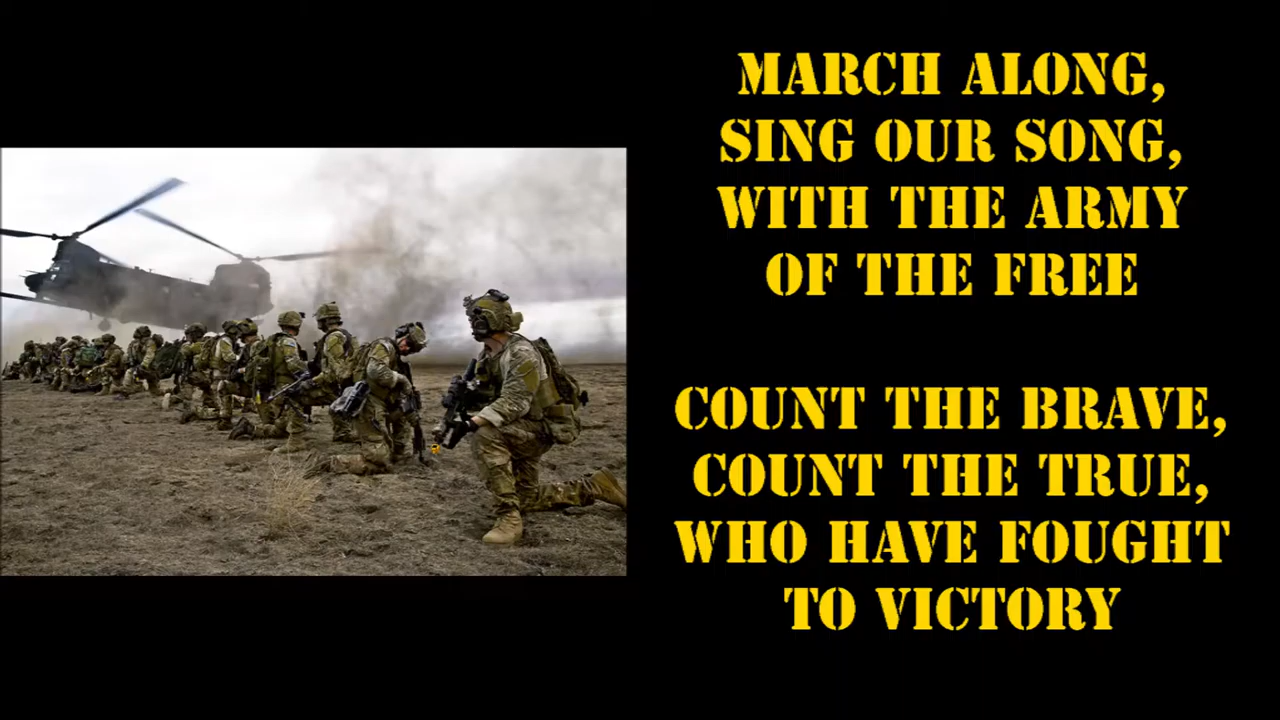 MARCH ALONG,
SING OUR SONG,
WITH THE ARMY
OF THE FREE
COUNT THE BRAVE,
COUNT THE TRUE,
WHO HAVE FOUGHT
TO VICTORY